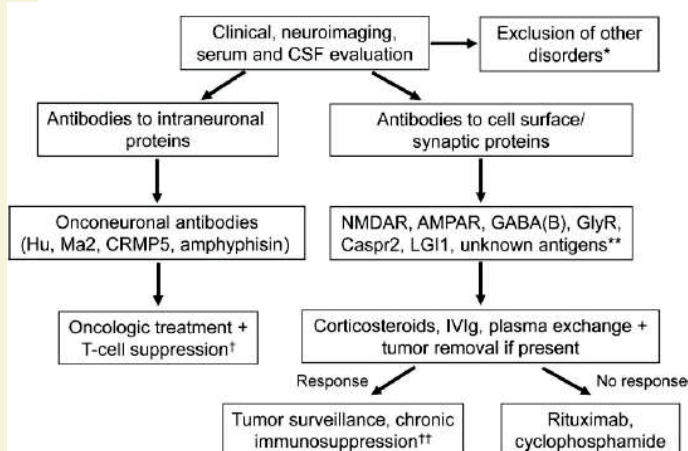 Clinical, neuroimaging,
serum and CSF evaluation
Exclusion of other
disorders*
Antibodies to intraneuronal
proteins
Antibodies to cell surface/
synaptic proteins
Onconeuronal antibodies
(Hu, Ma2, CRMP5, amphyphisin)
NMDAR, AMPAR, GABA(B), GlyR,
Caspr2, LGI1, unknown antigens**
Oncologic treatment +
T-cell suppression†
Corticosteroids, IVIg, plasma exchange +
tumor removal if present
Response
No response
Tumor surveillance, chronic
immunosuppression††
Rituximab,
cyclophosphamide